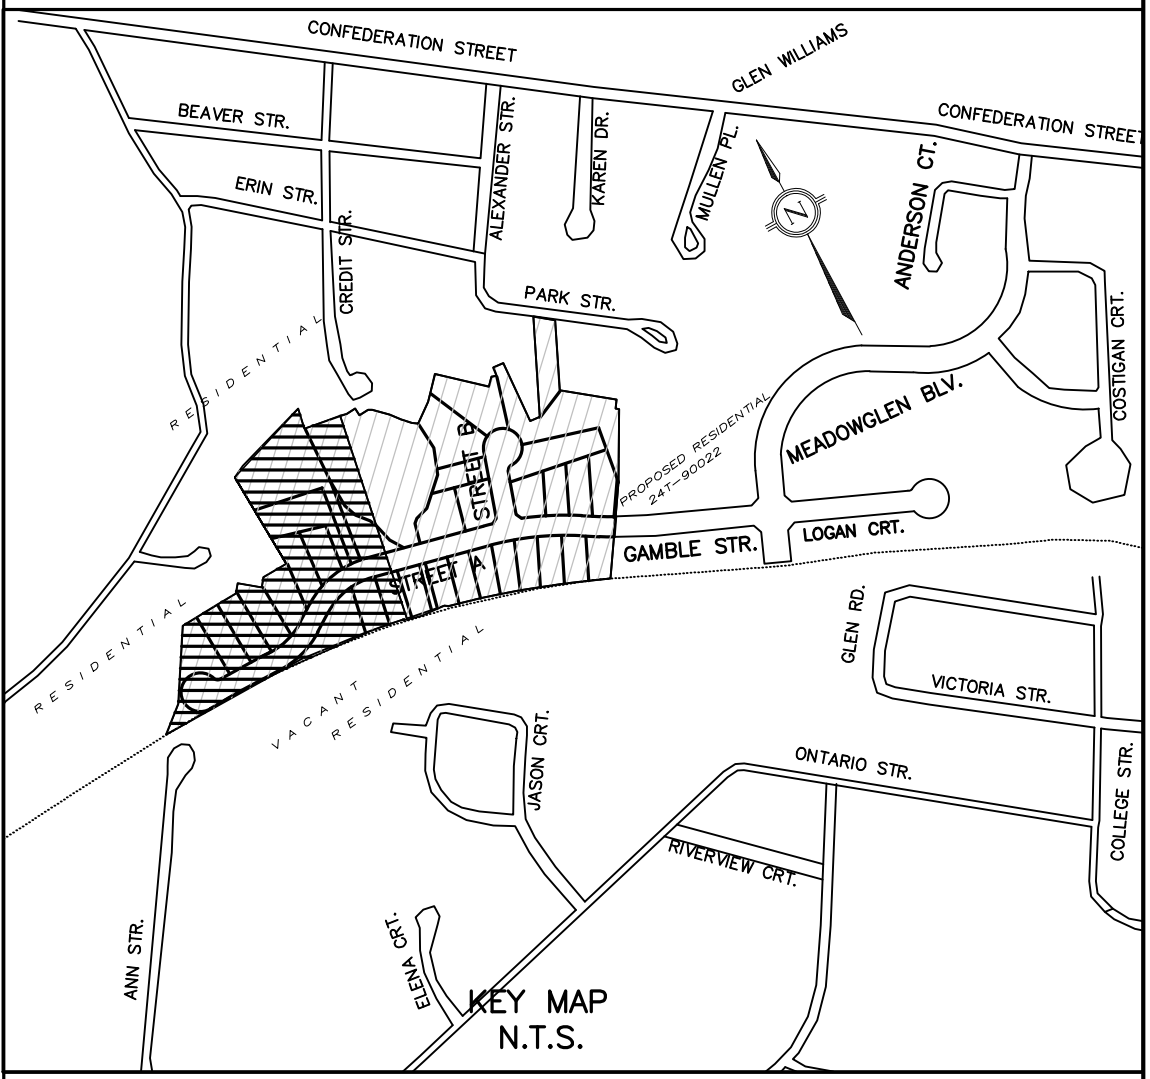 CONFEDERATION STREET
GLEN WILLIAMS
CONFEDERATION STREET
BEAVER STR.
ALEXANDER STR.
KAREN DR.
MULLEN PL.
N
ANDERSON CT.
ERIN STR.
CREDIT STR.
PARK STR.
COSTIGAN CRT.
RESIDENTIAL
MEADOWGLEN BLV.
PROPOSED RESIDENTIAL
24T-90022
STREET B
GAMBLE STR.
LOGAN CRT.
STREET A
GLEN RD.
RESIDENTIAL
VACANT
RESIDENTIAL
VICTORIA STR.
JASON CRT.
ONTARIO STR.
COLLEGE STR.
RIVERVIEW CRT.
ANN STR.
ELENA CRT.
KEY MAP
N.T.S.